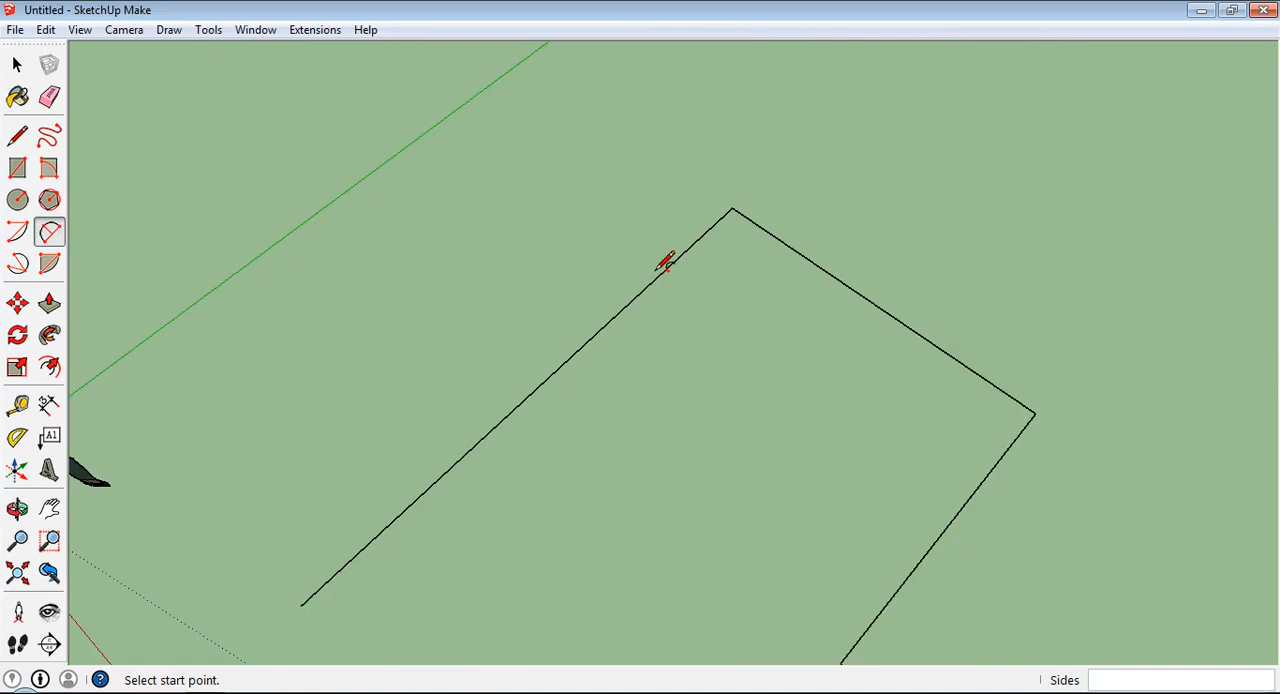 Untitled - SketchUp Make
File Edit View Camera Draw Tools Window Extensions Help
A1
Select start point.
Sides